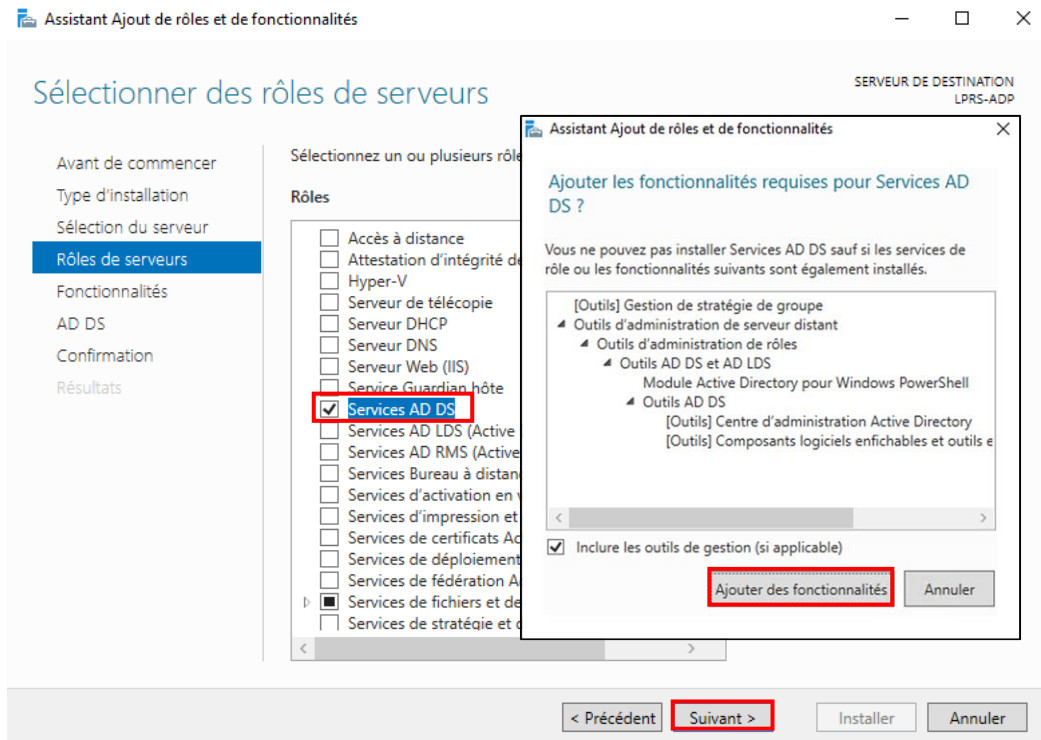 Assistant Ajout de rôles et de fonctionnalités
Sélectionner des rôles de serveurs
SERVEUR DE DESTINATION
LPRS-ADP
Avant de commencer
Type d'installation
Sélection du serveur
Rôles de serveurs
Fonctionnalités
AD DS
Confirmation
Résultats
Sélectionnez un ou plusieurs rôle
Rôles
Accès à distance
Attestation d'intégrité de
Hyper-V
Serveur de télécopie
Serveur DHCP
Serveur DNS
Serveur Web (IIS)
Service Guardian hôte
Services AD DS
Services AD LDS (Active
Services AD RMS (Active
Services Bureau à distan
Services d'activation en v
Services d'impression et
Services de certificats Ac
Services de déploiement
Services de fédération A
Services de fichiers et de
Services de stratégie et d
Assistant Ajout de rôles et de fonctionnalités
Ajouter les fonctionnalités requises pour Services AD
DS ?
Vous ne pouvez pas installer Services AD DS sauf si les services de
rôle ou les fonctionnalités suivants sont également installés.
[Outils] Gestion de stratégie de groupe
Outils d'administration de serveur distant
Outils d'administration de rôles
Outils AD DS et AD LDS
Module Active Directory pour Windows PowerShell
Outils AD DS
[Outils] Centre d'administration Active Directory
[Outils] Composants logiciels enfichables et outils e
Inclure les outils de gestion (si applicable)
Ajouter des fonctionnalités
Annuler
< Précédent
Suivant >
Installer
Annuler